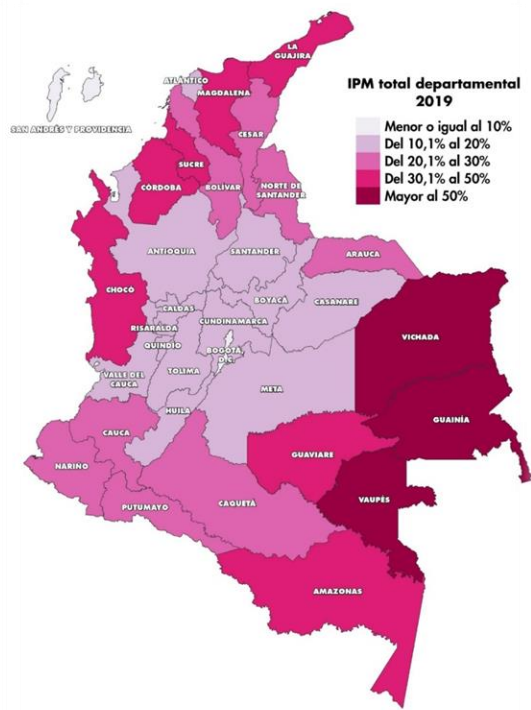 LA
GUAJIRA
ATLÁNTICO
MAGDALENA
IPM total departamental
2019
Menor o igual al 10%
Del 10,1% al 20%
Del 20,1% al 30%
Del 30,1% al 50%
Mayor al 50%
SAN ANDRÉS Y PROVIDENCIA
CESAR
SUCRE
CÓRDOBA
BOLÍVAR
NORTE DE
SANTANDER
ANTIOQUIA
SANTANDER
ARAUCA
CHOCÓ
BOYACA
CASANARE
CALDAS
CUNDINAMARCA
RISARALDA
QUINDÍO
BOGOTÁ,
D.C.
VICHADA
VALLE DEL
CAUCA
TOLIMA
META
HUILA
GUAINÍA
CAUCA
GUAVIARE
NARIÑO
VAUPÉS
CAQUETÁ
PUTUMAYO
AMAZONAS